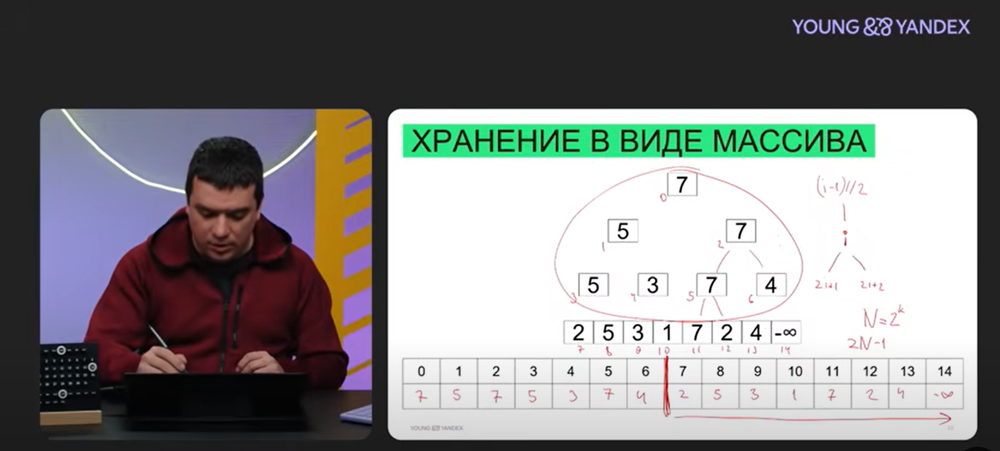 YOUNG && YANDEX
ХРАНЕНИЕ В ВИДЕ МАССИВА
7
0
(i-1)//2
5
7
1
2
i
5
3
7
4
3
4
5
6
2i+1
2i+2
N=2^k
2 5 3 1 7 2 4 -∞
7 8 9 10 11 12 13 14
2N-1
0 1 2 3 4 5 6 7 8 9 10 11 12 13 14
7 5 7 5 3 7 4 2 5 3 1 7 2 4 -∞
YOUNG && YANDEX
10